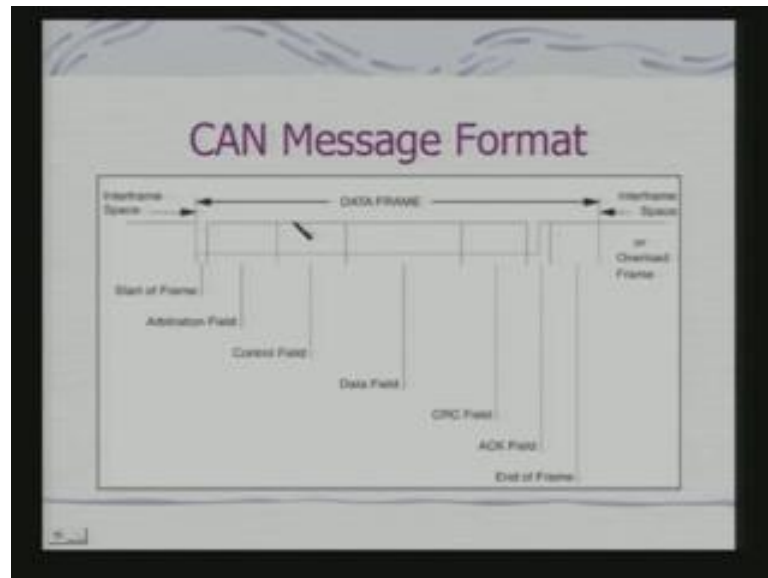 CAN Message Format
Interframe
Space
DATA FRAME
Interframe
Space
or
Overload
Frame
Start of Frame
Arbitration Field
Control Field
Data Field
CRC Field
ACK Field
End of Frame